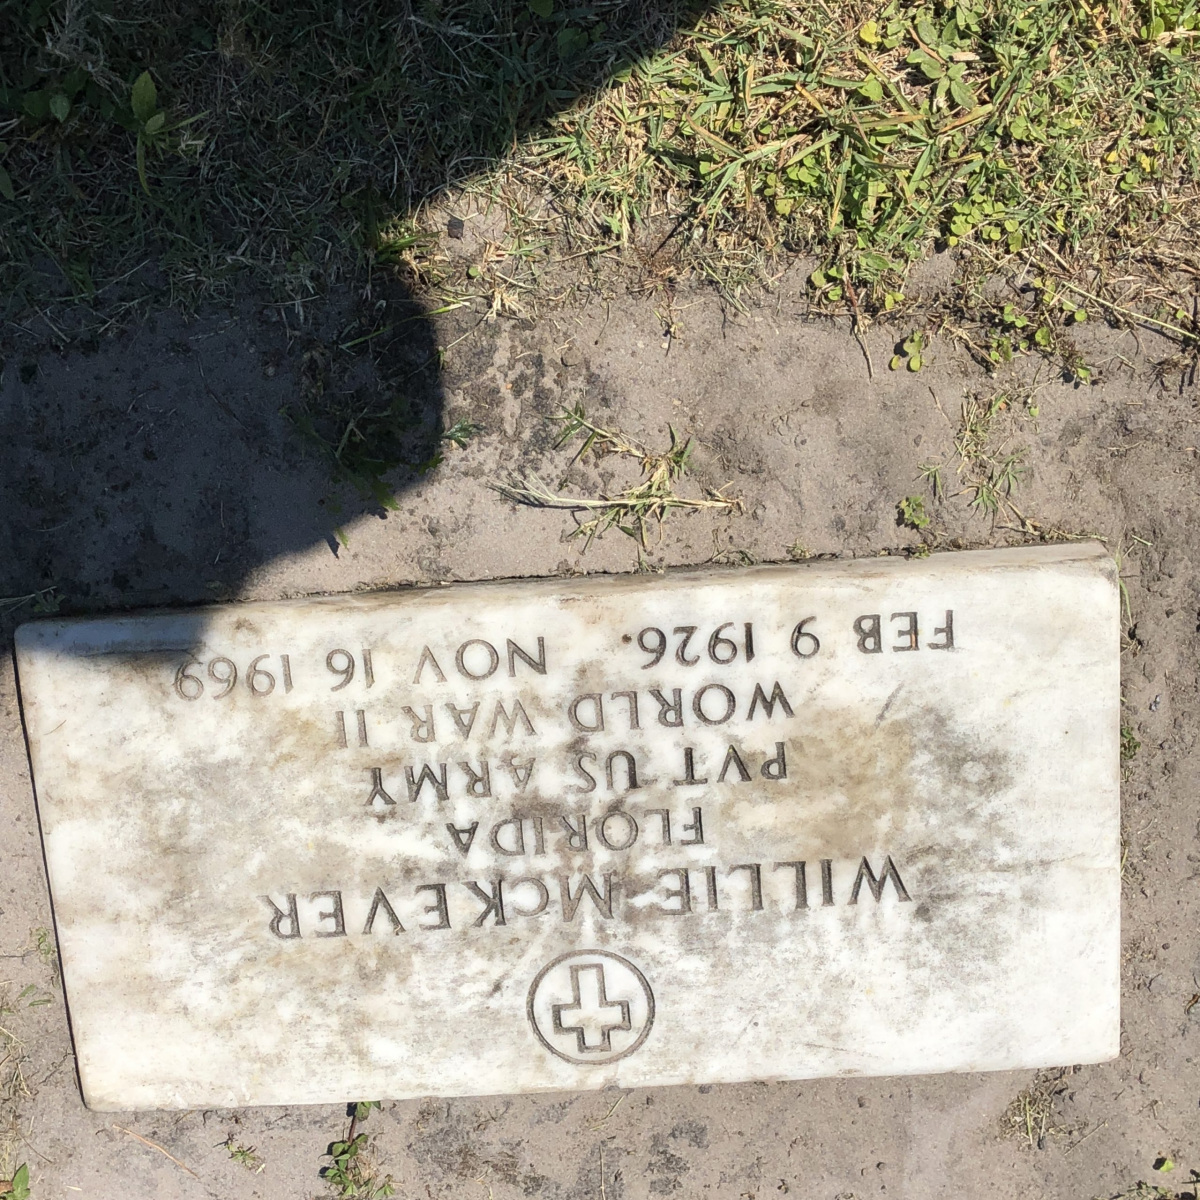 WILLIE MCKEVER
FLORIDA
PVT US ARMY
WORLD WAR II
FEB 9 1926. NOV 16 1969